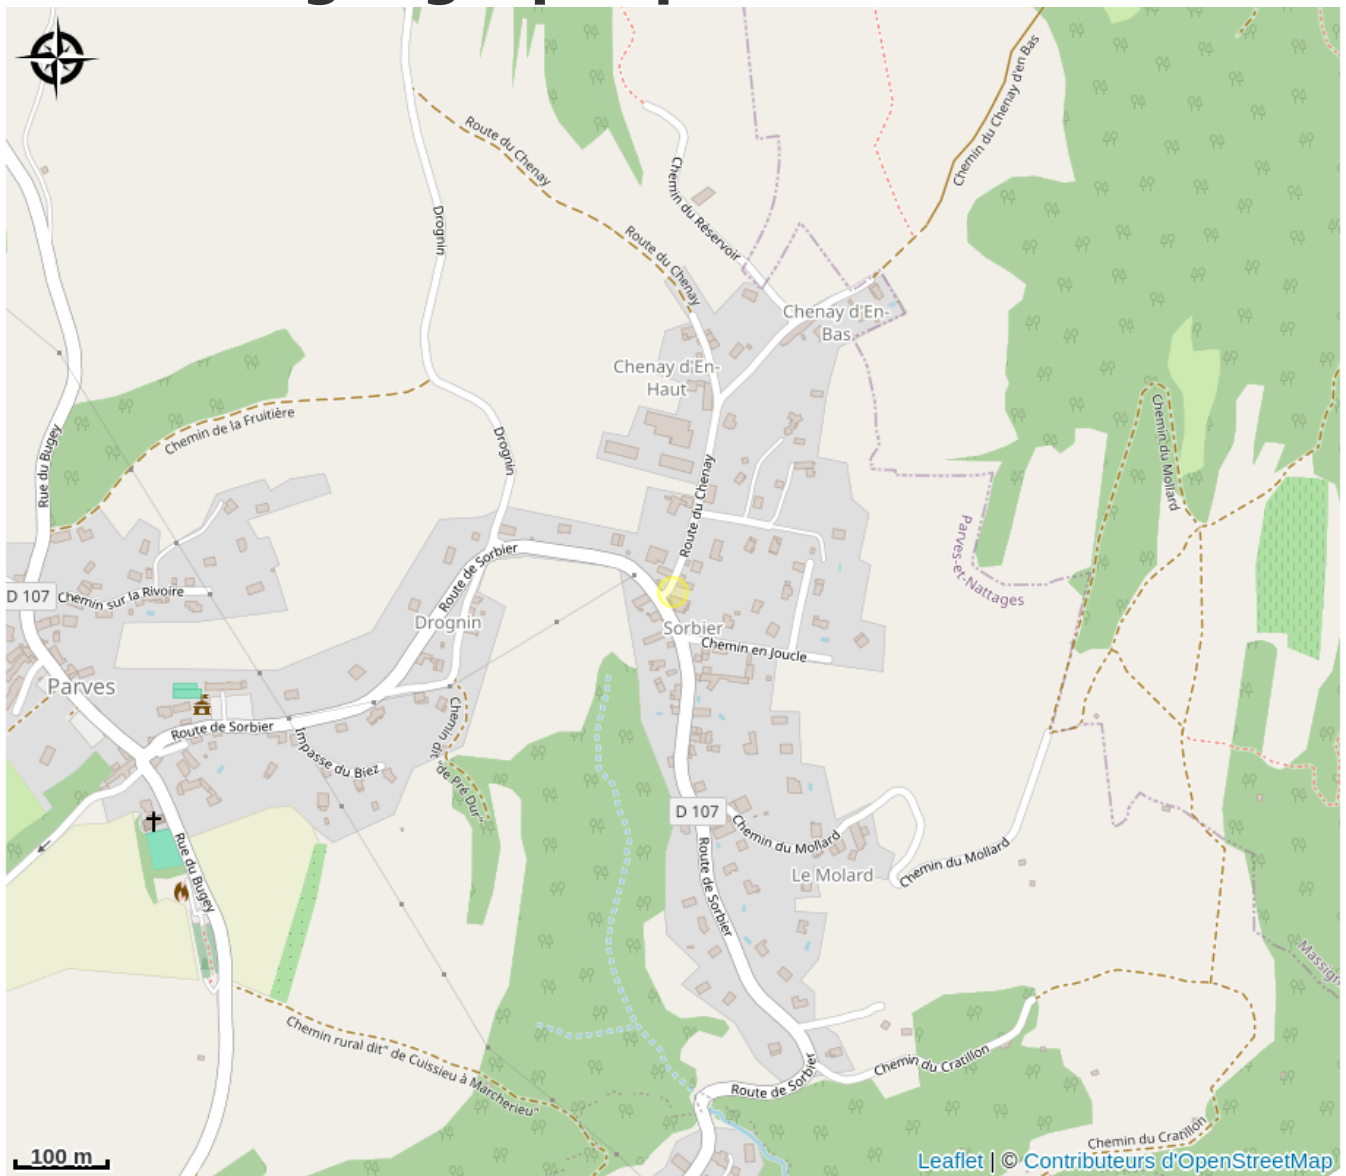 Chemin du Chenay d'en Bas
Route du Chenay
Chemin du Réservoir
Drognin
Route du Chenay
Chenay d'En-
Bas
Chenay d'En-
Haut
Chemin de la Fruitière
Chemin du Mollard
Rue du Bugey
Drognin
Route du Chenay
Parves-et-Nattages
Route de Sorbier
D 107
Chemin sur la Rivoire
Drognin
Sorbier
Chemin en Joucle
Parves
Route de Sorbier
Chemin dit "de Pré Dur"
Impasse du Biez
D 107
Chemin du Mollard
Chemin du Mollard
Le Molard
Rue du Bugey
Route de Sorbier
Chemin rural dit" de Cuissieu à Marcherieu"
Chemin du Cratillon
Route de Sorbier
Chemin du Cratillon
100 m
Leaflet | © Contributeurs d'OpenStreetMap